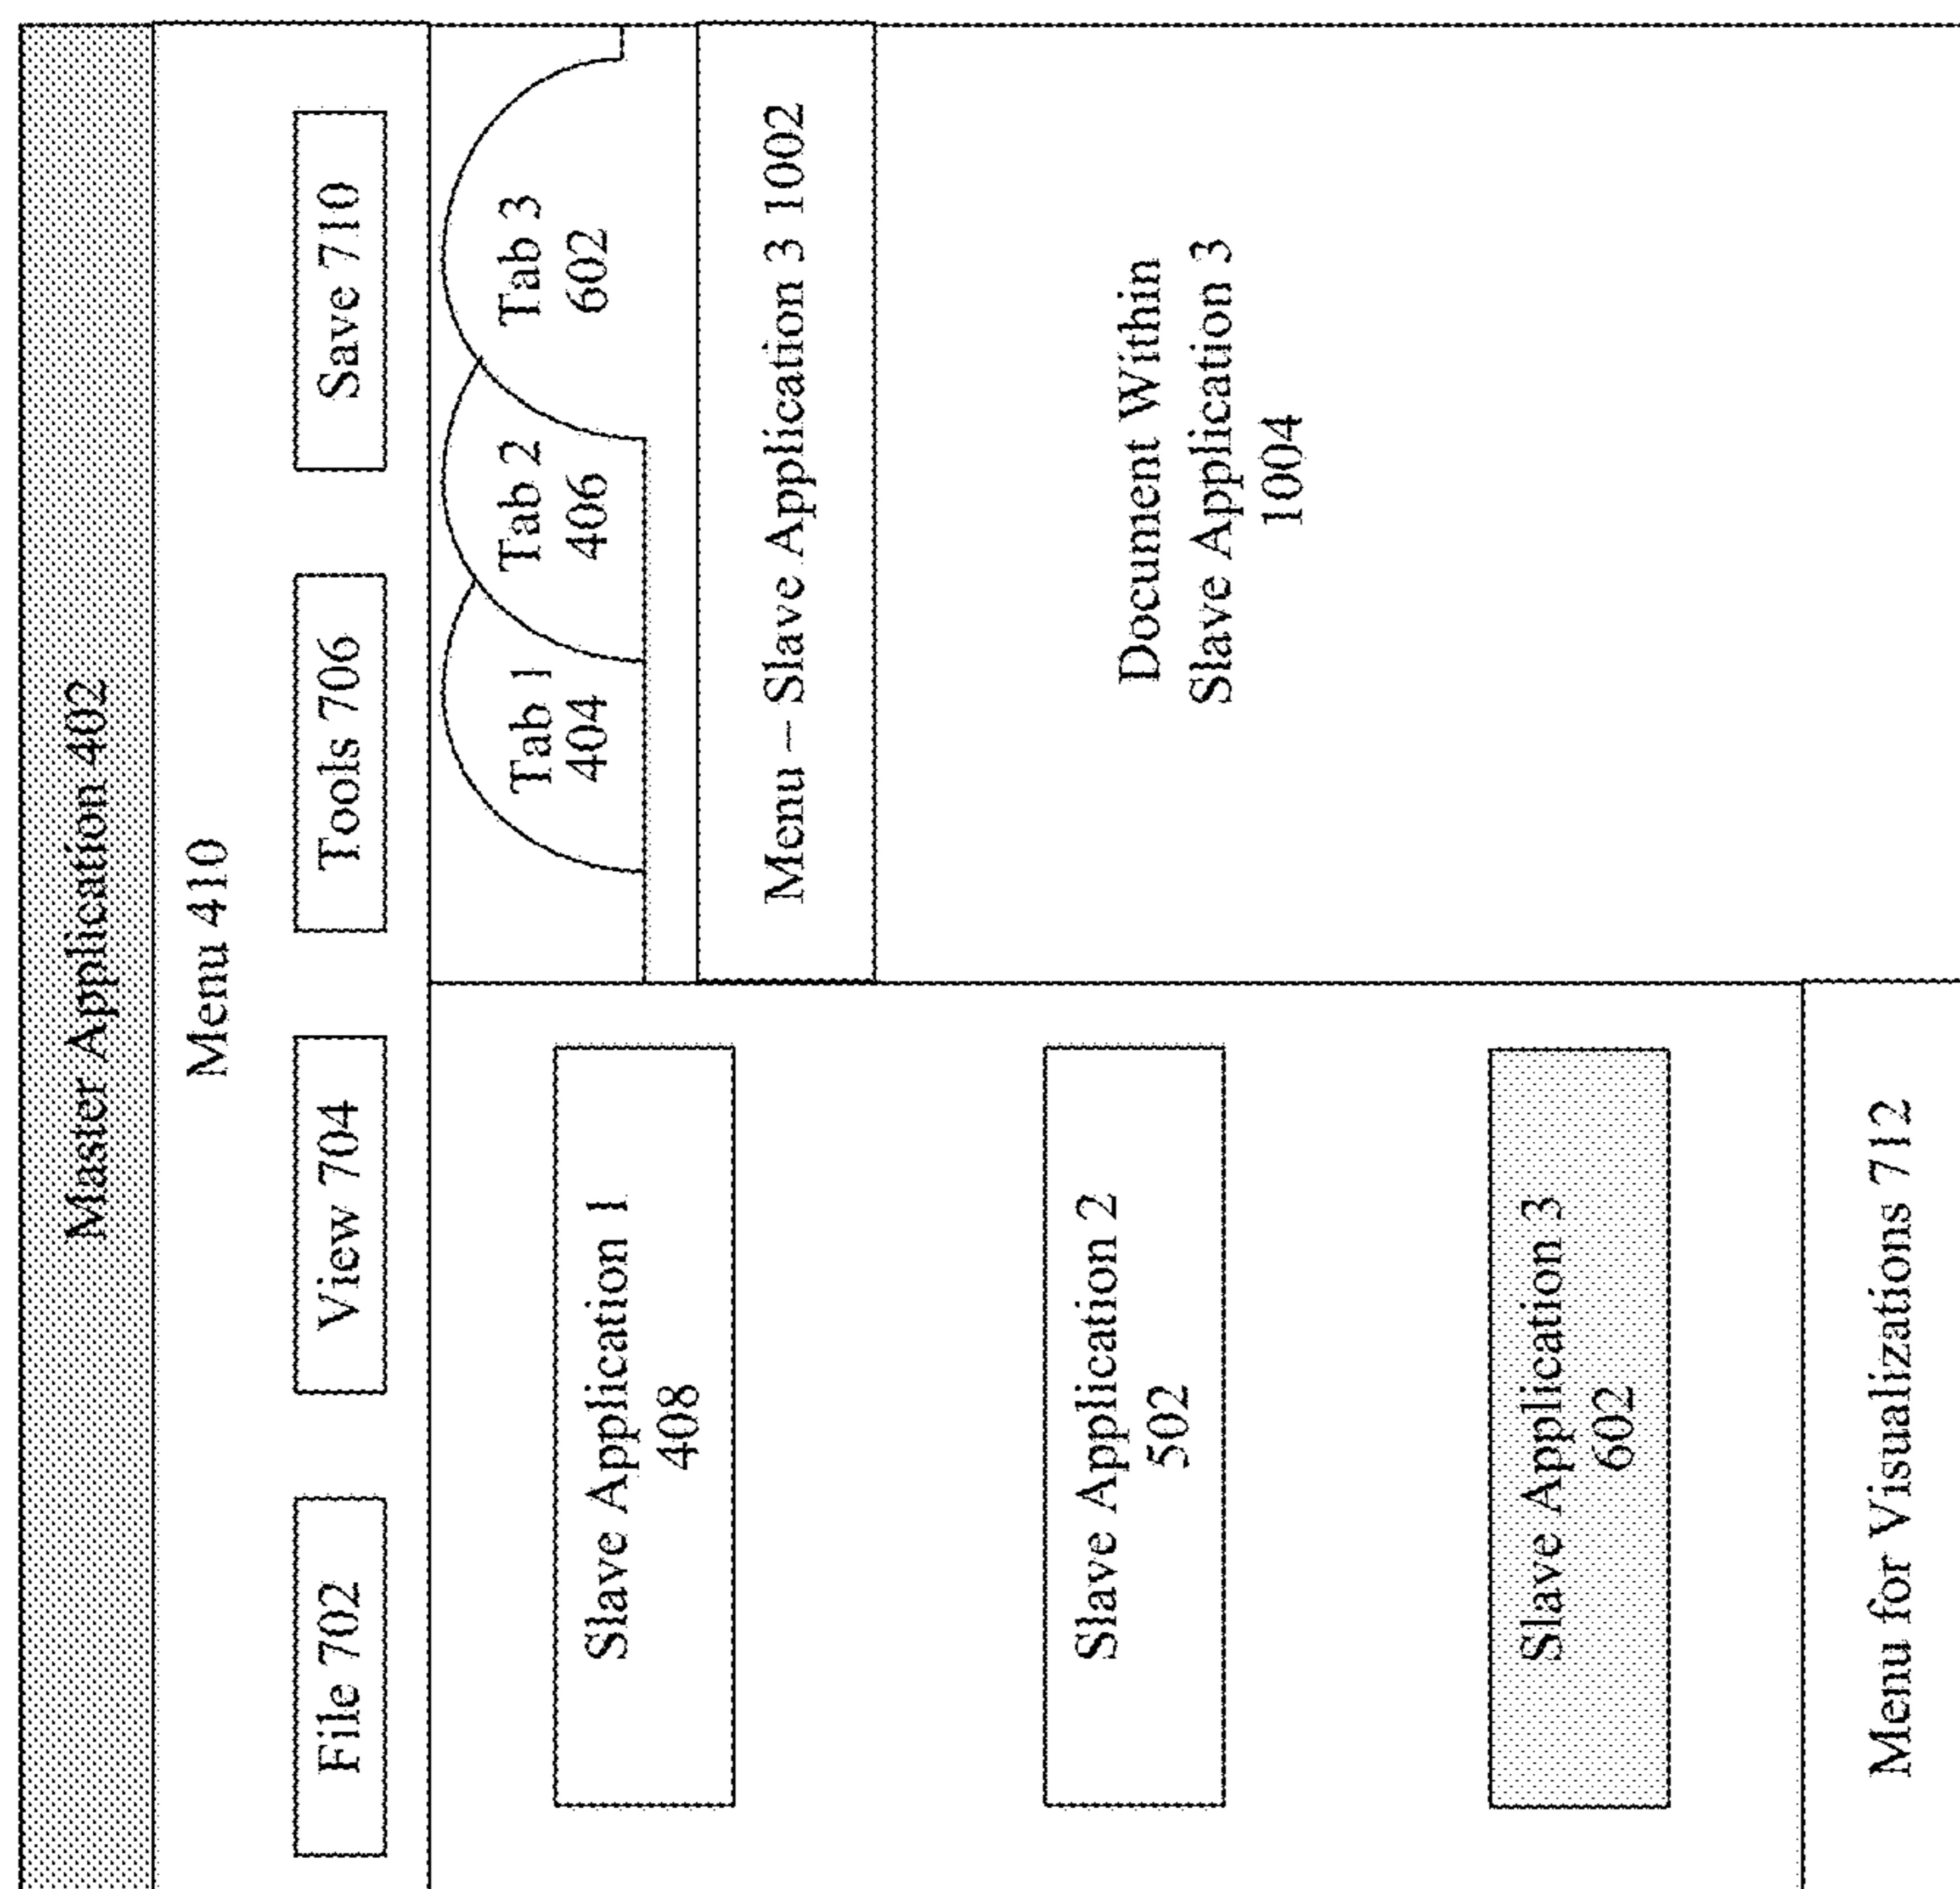 Master Application 402
Menu 410
File 702
View 704
Tools 706
Save 710
Slave Application 1
408
Slave Application 2
502
Slave Application 3
602
Menu for Visualizations 712
Tab 1
404
Tab 2
406
Tab 3
602
Menu – Slave Application 3 1002
Document Within
Slave Application 3
1004